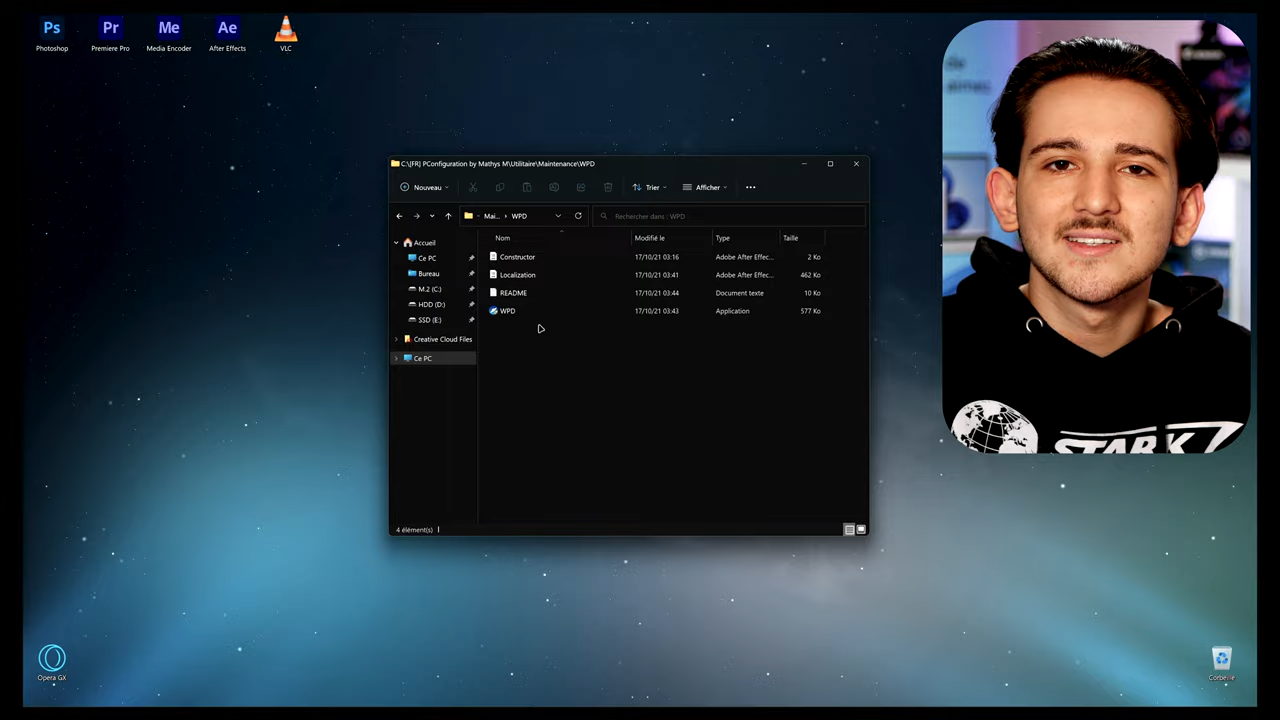 Photoshop
Premiere Pro
Media Encoder
After Effects
VLC
Ps
Pr
Me
Ae
C:\[FR] PConfiguration by Mathys M\Utilitaire\Maintenance\WPD
Nouveau
Trier
Afficher
Mai... › WPD
Rechercher dans : WPD
Nom Modifié le Type Taille
Constructor 17/10/21 03:16 Adobe After Effec... 2 Ko
Localization 17/10/21 03:41 Adobe After Effec... 462 Ko
README 17/10/21 03:44 Document texte 10 Ko
WPD 17/10/21 03:43 Application 577 Ko
Accueil
Ce PC
Bureau
M.2 (C:)
HDD (D:)
SSD (E:)
Creative Cloud Files
Ce PC
4 élément(s)
STARK
Opera GX
Corbeille